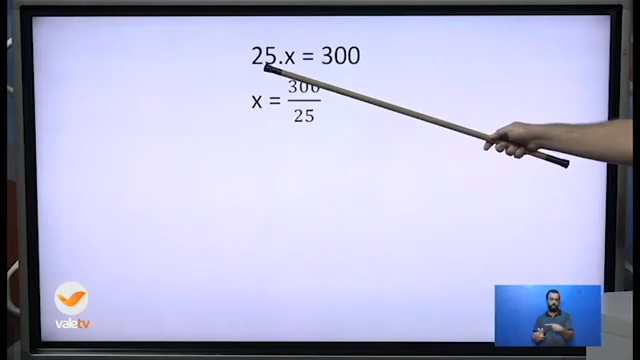 25.x = 300
x = 300/25
valetv